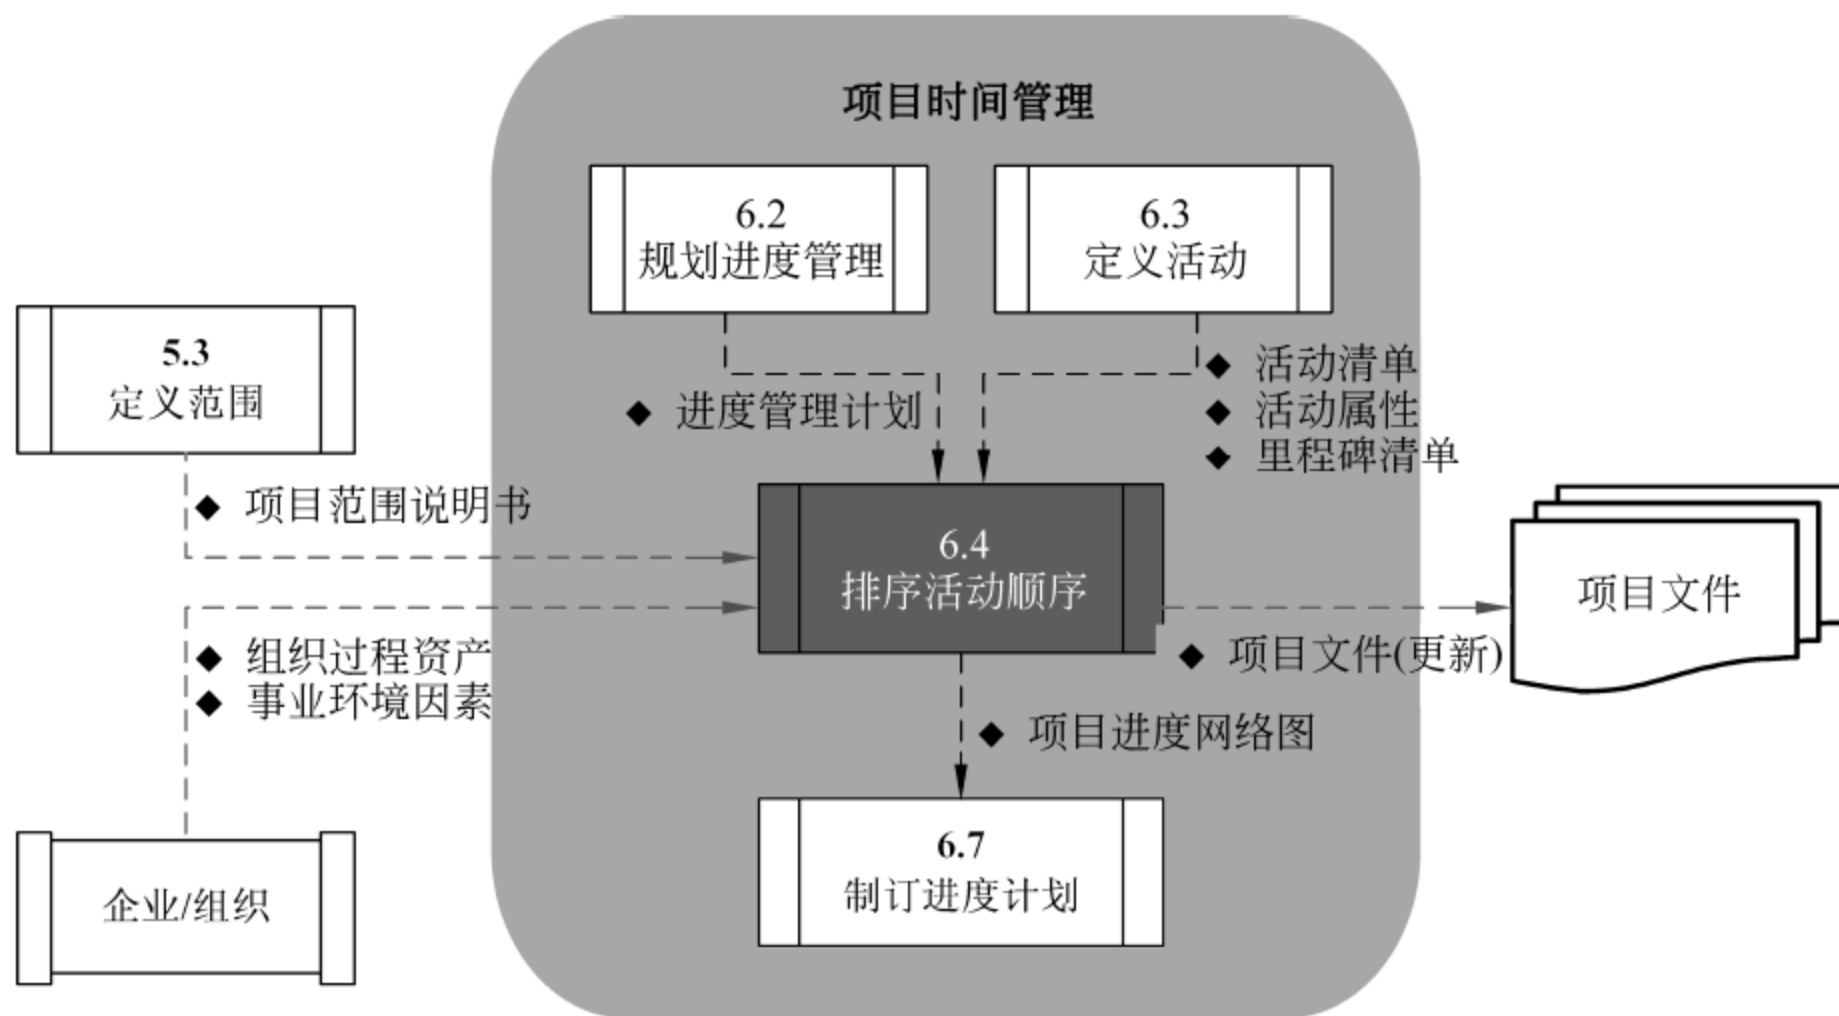 项目时间管理
6.2
规划进度管理
6.3
定义活动
5.3
定义范围
◆ 进度管理计划
◆ 活动清单
◆ 活动属性
◆ 里程碑清单
◆ 项目范围说明书
6.4
排序活动顺序
项目文件
◆ 组织过程资产
◆ 事业环境因素
◆ 项目文件(更新)
◆ 项目进度网络图
6.7
制订进度计划
企业/组织